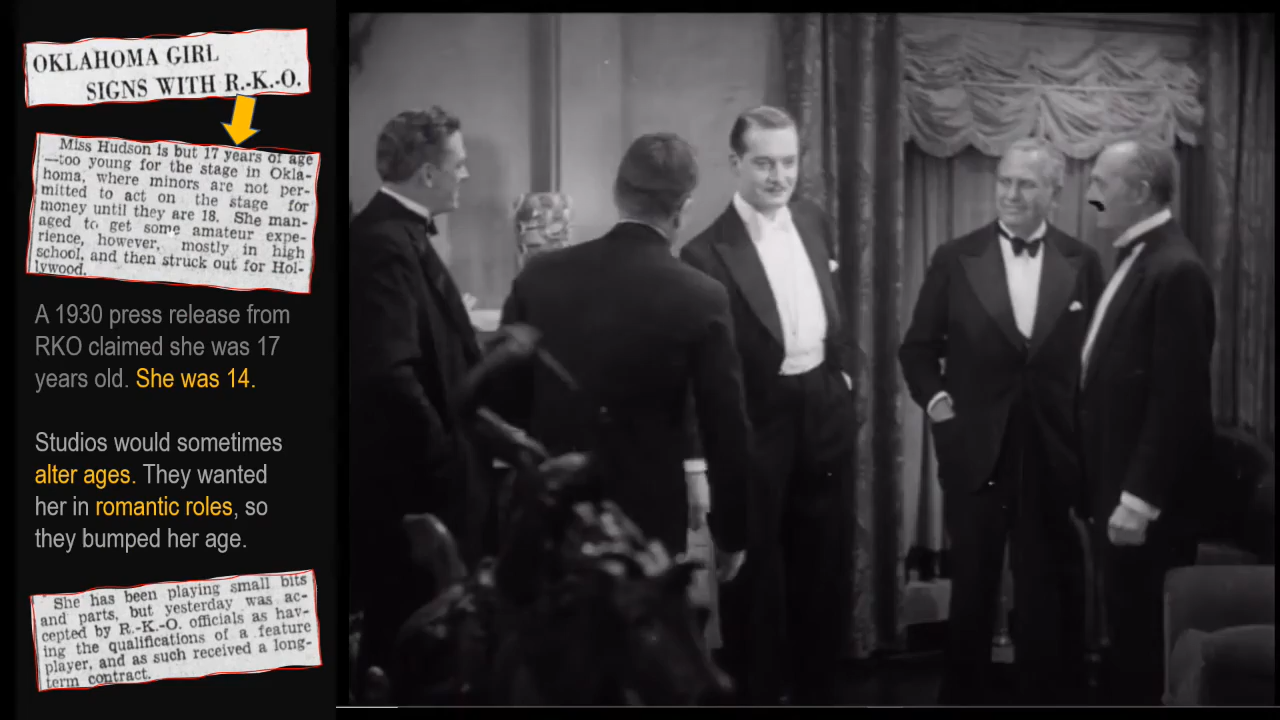 OKLAHOMA GIRL
SIGNS WITH R.-K.-O.
Miss Hudson is but 17 years of age
—too young for the stage in Okla-
homa, where minors are not per-
mitted to act on the stage for
money until they are 18. She man-
aged to get some amateur expe-
rience, however, mostly in high
school, and then struck out for Hol-
lywood.
A 1930 press release from
RKO claimed she was 17
years old. She was 14.
Studios would sometimes
alter ages. They wanted
her in romantic roles, so
they bumped her age.
She has been playing small bits
and parts, but yesterday was ac-
cepted by R.-K.-O. officials as hav-
ing the qualifications of a feature
player, and as such received a long-
term contract.